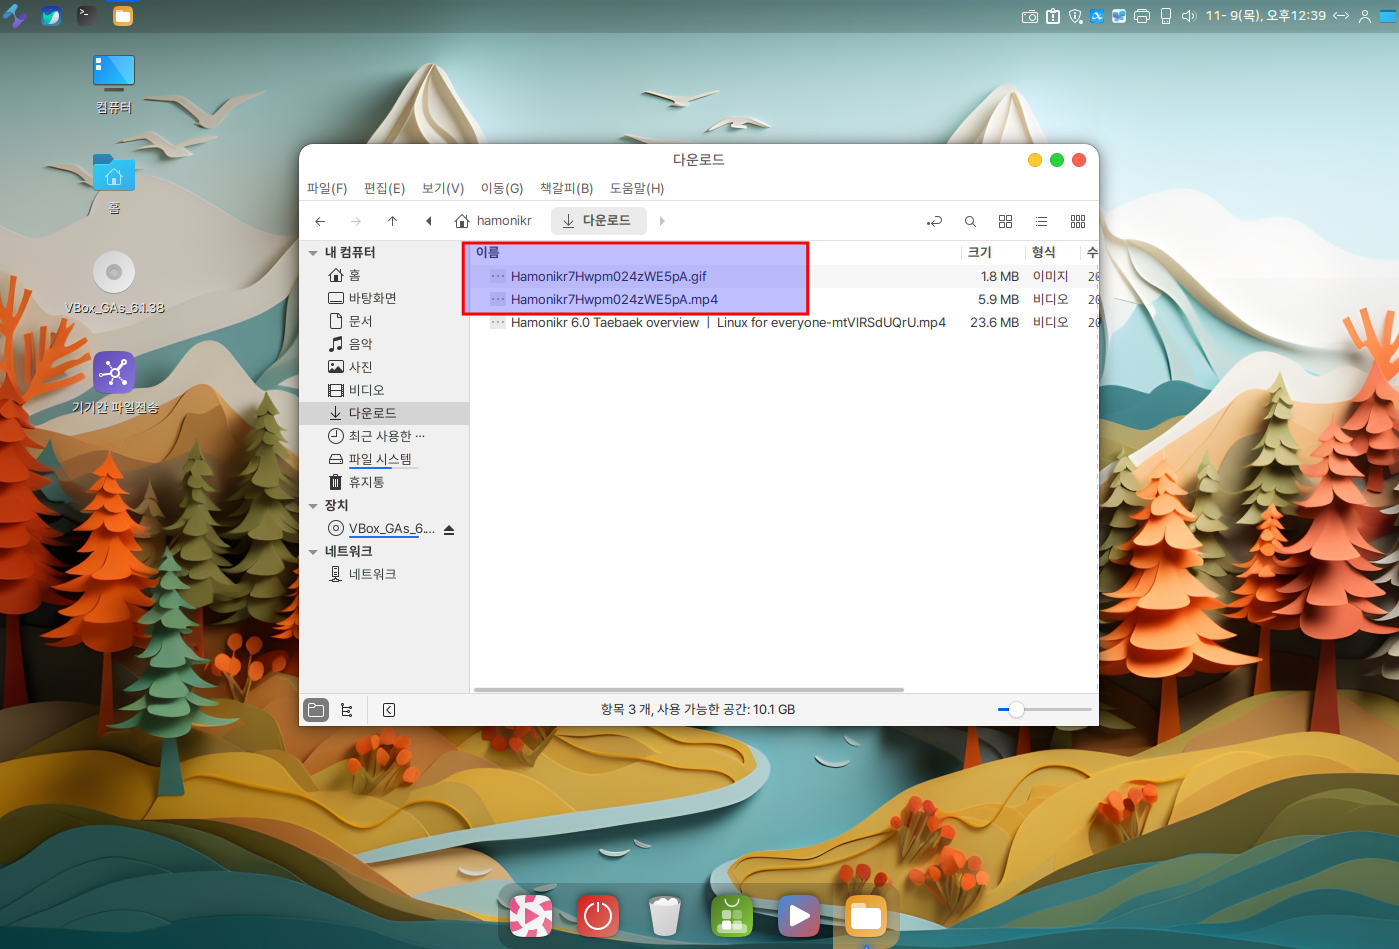 11- 9(목), 오후12:39
컴퓨터
홈
VBox_GAs_6.1.38
기기간 파일전송
다운로드
파일(F) 편집(E) 보기(V) 이동(G) 책갈피(B) 도움말(H)
hamonikr 다운로드
내 컴퓨터
홈
바탕화면
문서
음악
사진
비디오
다운로드
최근 사용한 ...
파일 시스템
휴지통
장치
VBox_GAs_6....
네트워크
네트워크
이름 크기 형식 수
Hamonikr7Hwpm024zWE5pA.gif 1.8 MB 이미지 20
Hamonikr7Hwpm024zWE5pA.mp4 5.9 MB 비디오 20
Hamonikr 6.0 Taebaek overview | Linux for everyone-mtVIRSdUQrU.mp4 23.6 MB 비디오 20
항목 3 개, 사용 가능한 공간: 10.1 GB